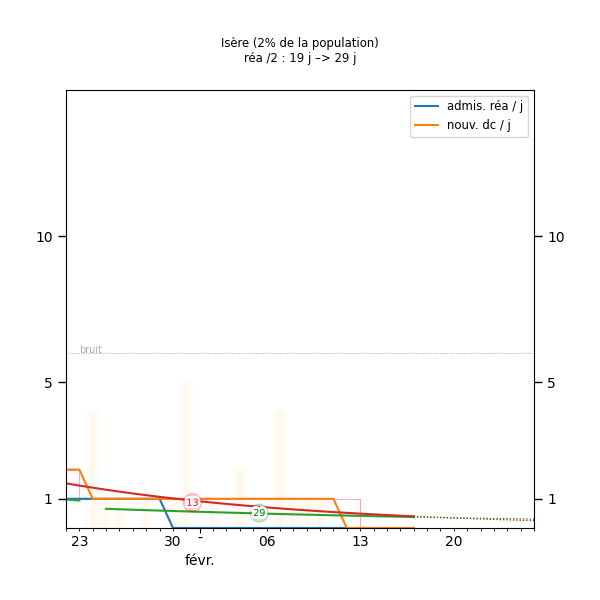 Isère (2% de la population)
réa /2 : 19 j −> 29 j
admis. réa / j
nouv. dc / j
10
10
bruit
5
5
13
1
1
29
23
30
-
06
13
20
févr.